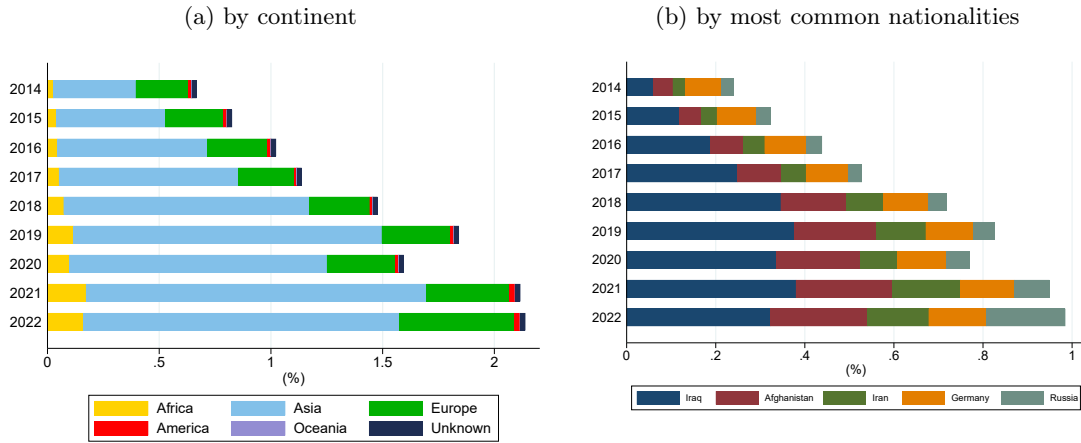 (a) by continent
2014
2015
2016
2017
2018
2019
2020
2021
2022
0 .5 1 1.5 2
(%)
Africa Asia Europe
America Oceania Unknown
(b) by most common nationalities
2014
2015
2016
2017
2018
2019
2020
2021
2022
0 .2 .4 .6 .8 1
(%)
Iraq Afghanistan Iran Germany Russia